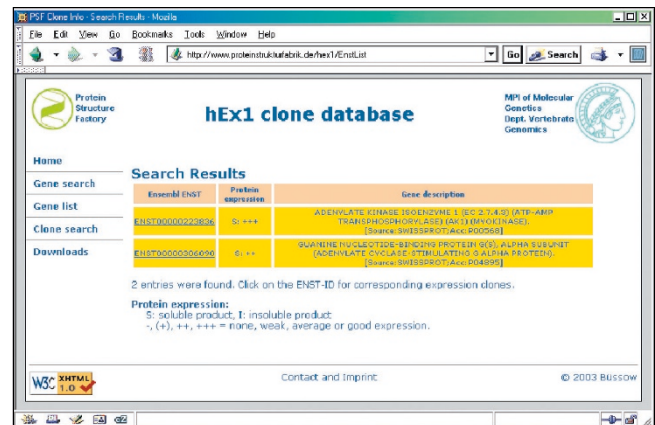 PSF Clone Info - Search Results - Mozilla
File Edit View Go Bookmarks Tools Window Help
http://www.proteinstrukturfabrik.de/hex1/EnstList
Go Search
Protein
Structure
Factory
hEx1 clone database
MPI of Molecular
Genetics
Dept. Vertebrate
Genomics
Home
Gene search
Gene list
Clone search
Downloads
Search Results
Ensembl ENST Protein expression Gene description
ENST00000223836 S: +++ ADENYLATE KINASE ISOENZYME 1 (EC 2.7.4.3) (ATP-AMP
TRANSPHOSPHORYLASE) (AK1) (MYOKINASE).
[Source:SWISSPROT;Acc:P00568]
ENST00000306090 S: ++ GUANINE NUCLEOTIDE-BINDING PROTEIN G(S), ALPHA SUBUNIT
(ADENYLATE CYCLASE-STIMULATING G ALPHA PROTEIN).
[Source:SWISSPROT;Acc:P04895]
2 entries were found. Click on the ENST-ID for corresponding expression clones.
Protein expression:
S: soluble product, I: insoluble product
-, (+), ++, +++ = none, weak, average or good expression.
W3C XHTML 1.0
Contact and Imprint
© 2003 Büssow